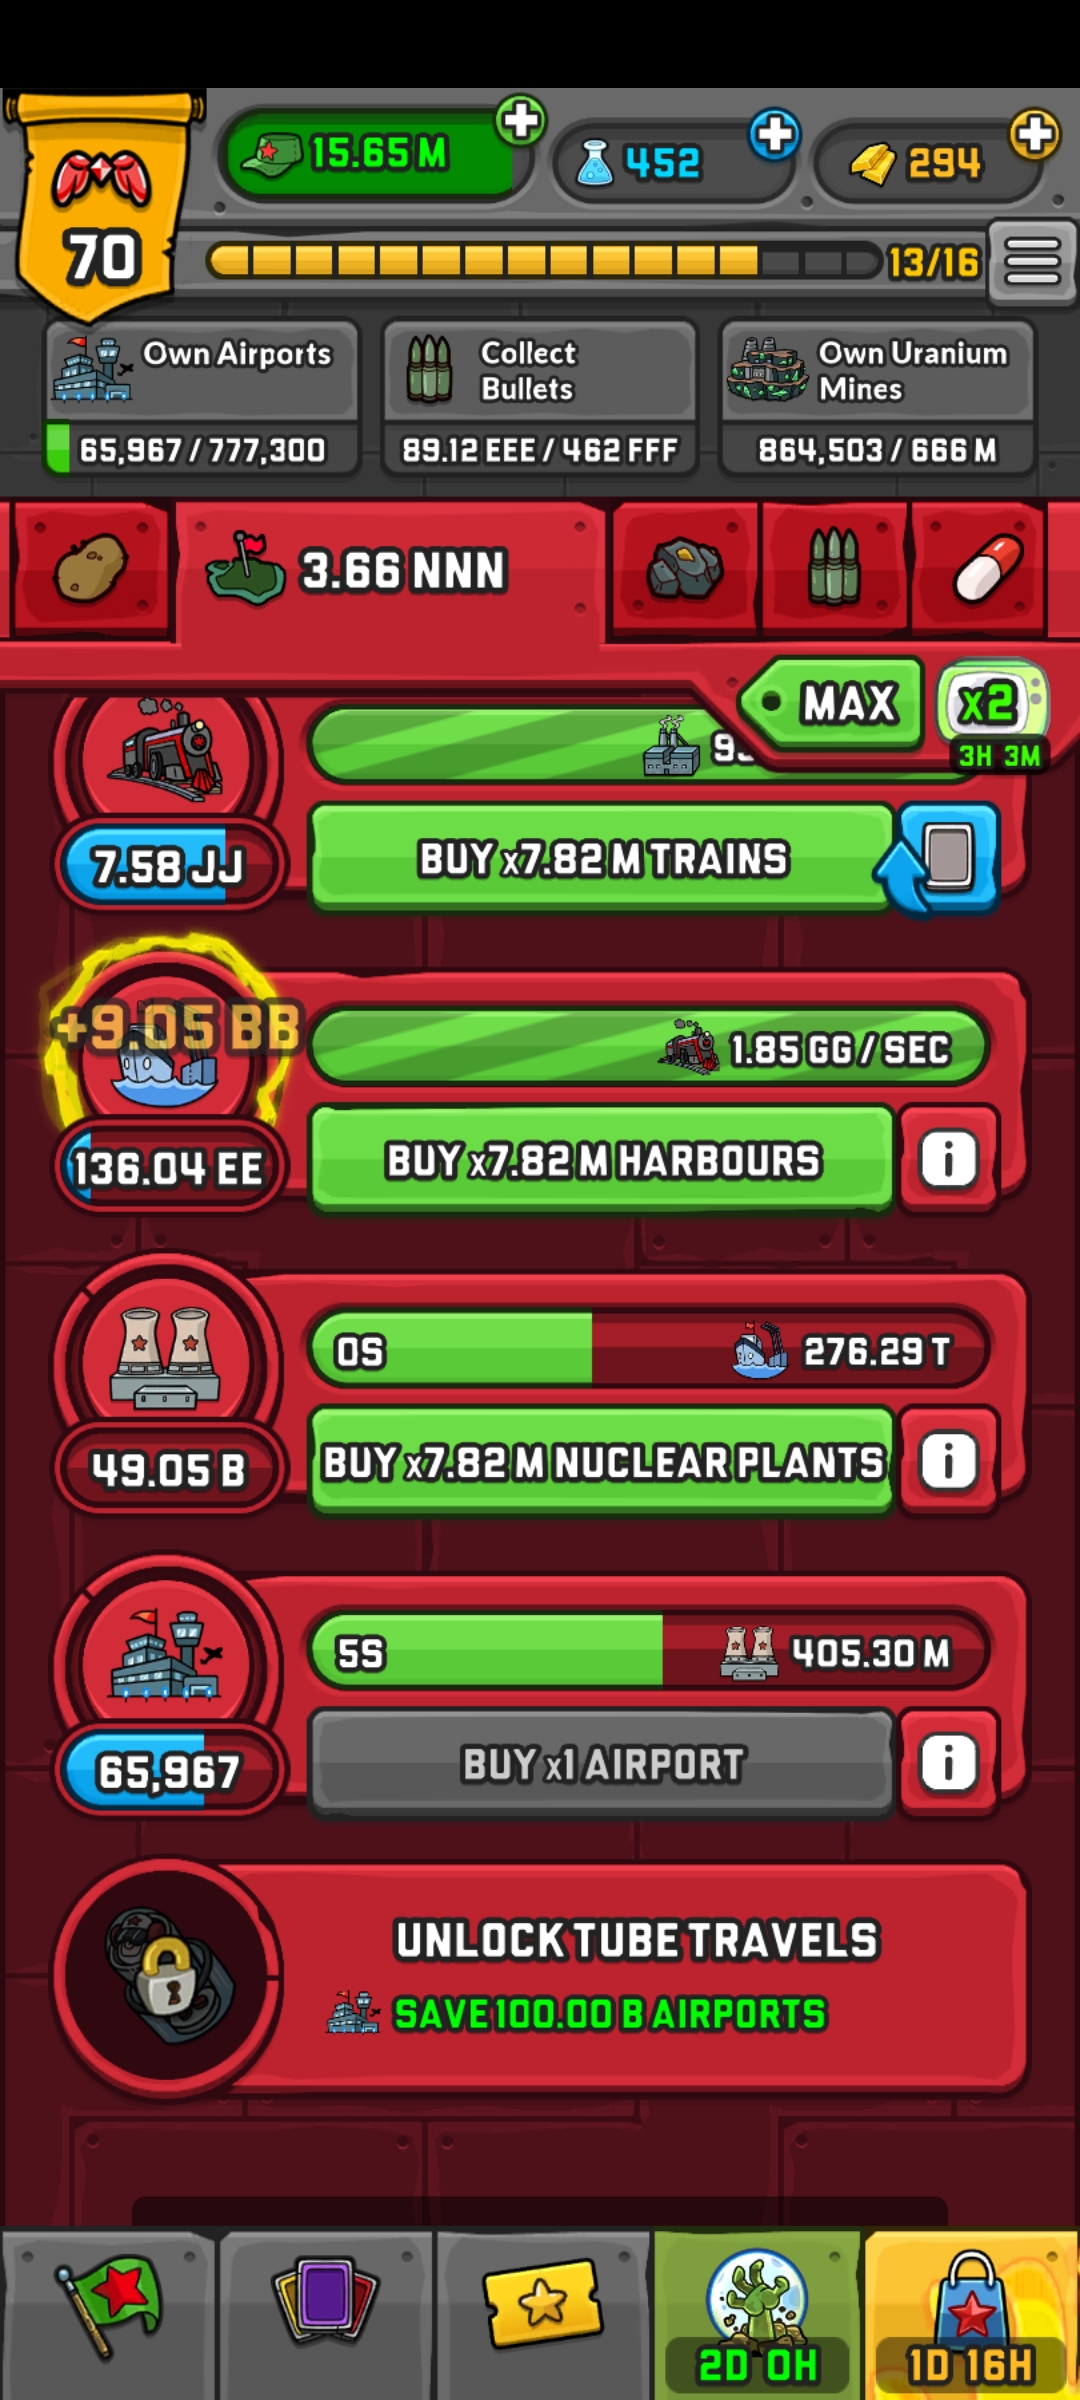 15.65 M
452
294
70
13/16
Own Airports
65,967 / 777,300
Collect
Bullets
89.12 EEE / 462 FFF
Own Uranium
Mines
864,503 / 666 M
3.66 NNN
MAX
x2
3H 3M
7.58 JJ
BUY x7.82 M TRAINS
+9.05 BB
1.85 GG / SEC
136.04 EE
BUY x7.82 M HARBOURS
i
0S
276.29 T
49.05 B
BUY x7.82 M NUCLEAR PLANTS
i
5S
405.30 M
65,967
BUY x1 AIRPORT
i
UNLOCK TUBE TRAVELS
SAVE 100.00 B AIRPORTS
2D 0H
1D 16H